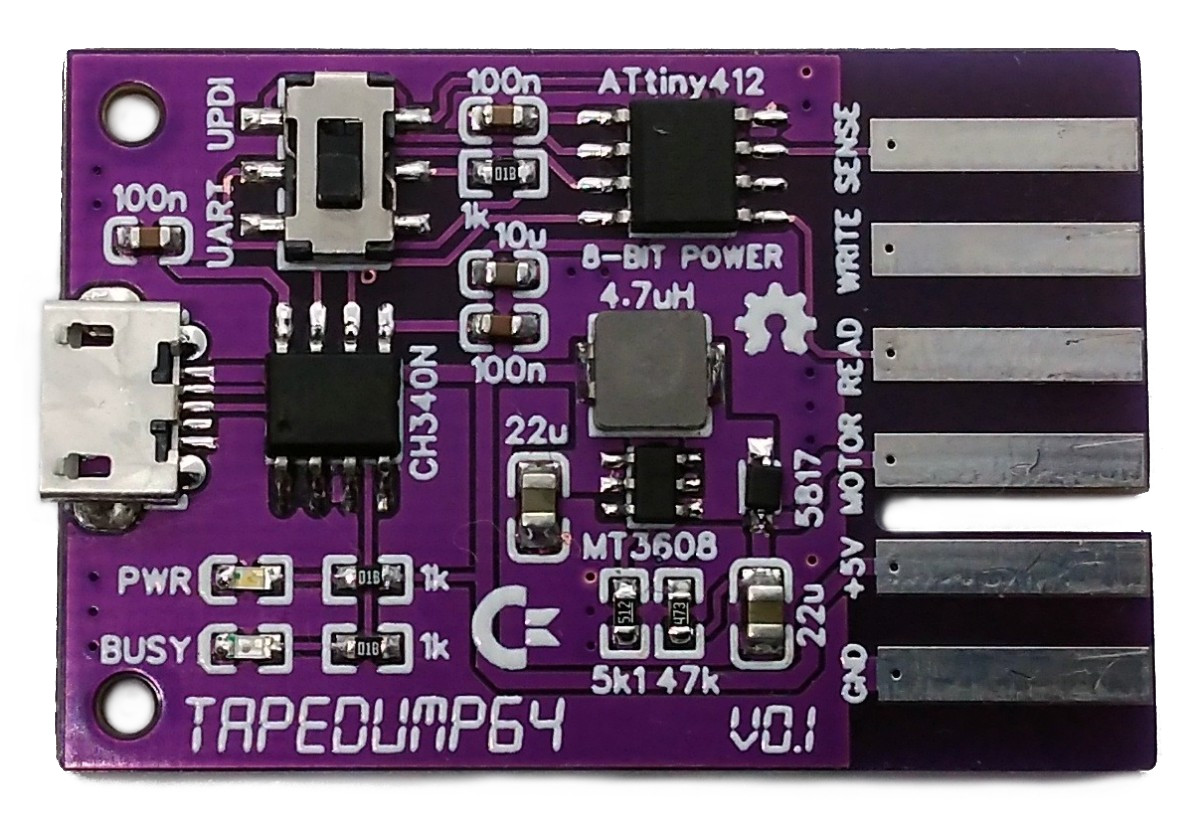 100n
ATtiny412
UPDI
SENSE
01B
100n
UART
1k
WRITE
10u
8-BIT POWER
4.7uH
READ
100n
CH340N
22u
MOTOR
5817
MT3608
+5V
PWR
01B
1k
512
473
22u
BUSY
01B
1k
GND
5k1
47k
TAPEDUMP64
V0.1